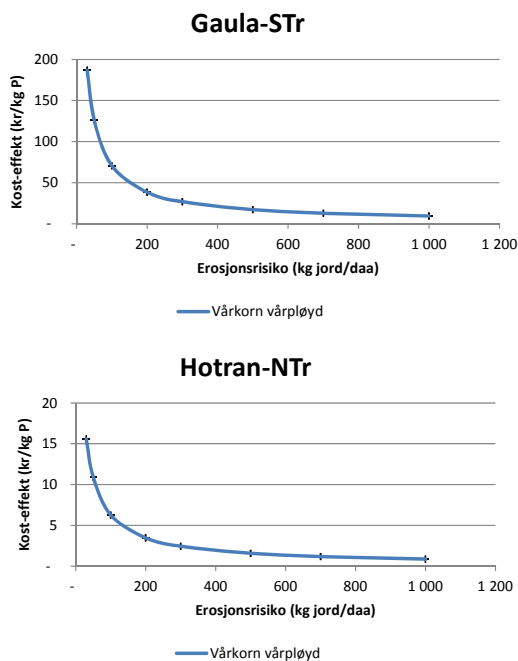 Gaula-STr
Kost-effekt (kr/kg P)
200
150
100
50
-
- 200 400 600 800 1 000 1 200
Erosjonsrisiko (kg jord/daa)
Vårkorn vårpløyd
Hotran-NTr
Kost-effekt (kr/kg P)
20
15
10
5
-
- 200 400 600 800 1 000 1 200
Erosjonsrisiko (kg jord/daa)
Vårkorn vårpløyd